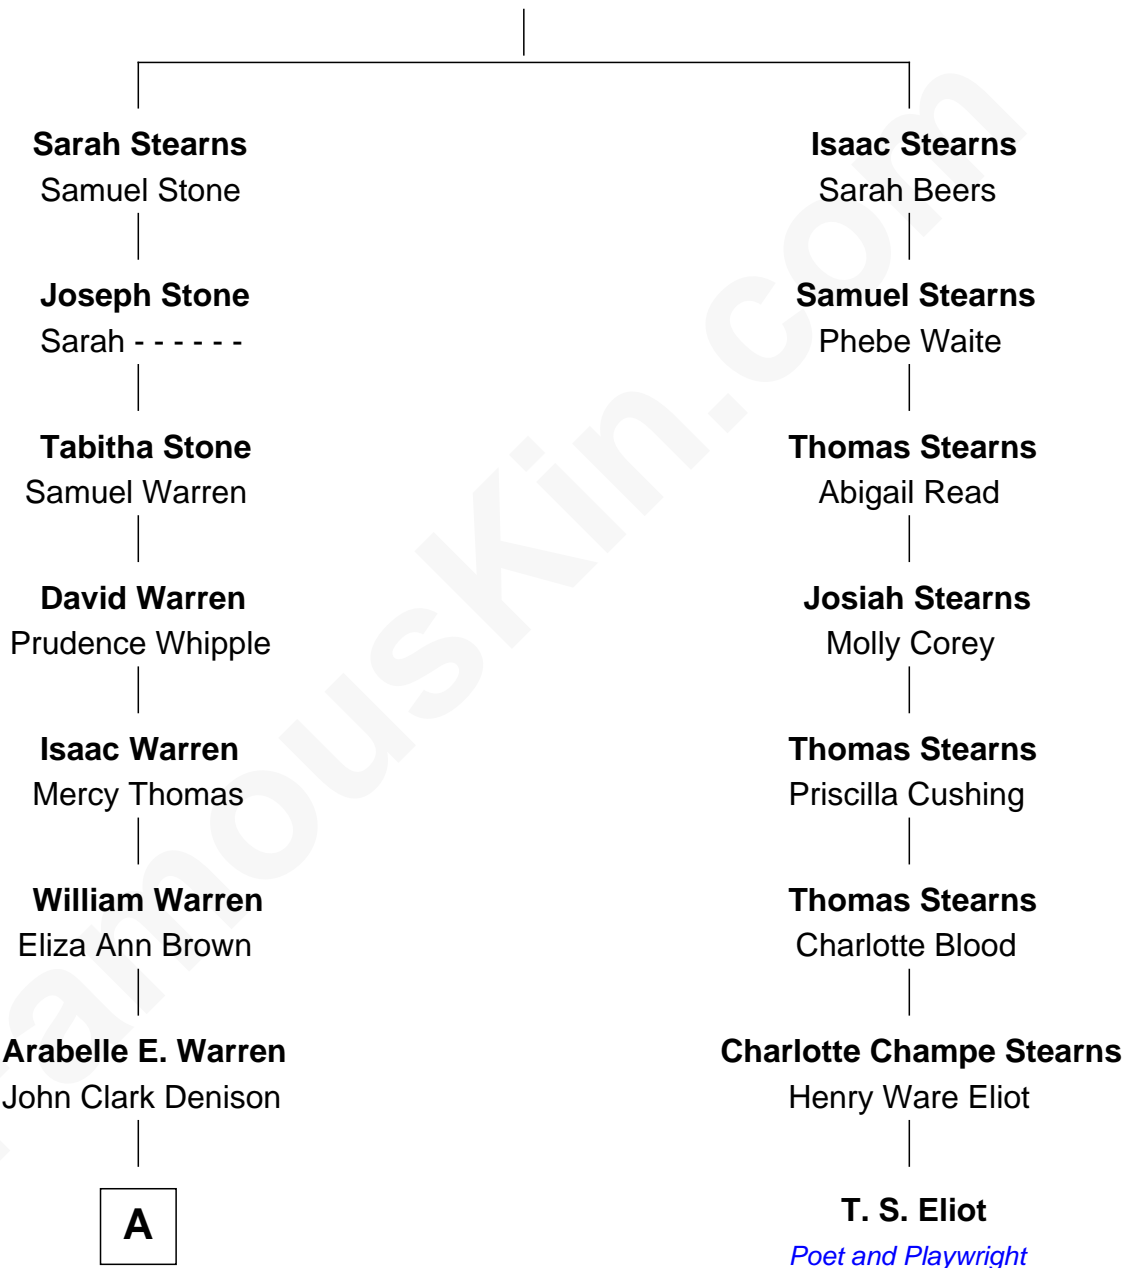 Sarah Stearns
Samuel Stone
Isaac Stearns
Sarah Beers
Joseph Stone
Sarah - - - - - -
Samuel Stearns
Phebe Waite
Tabitha Stone
Samuel Warren
Thomas Stearns
Abigail Read
David Warren
Prudence Whipple
Josiah Stearns
Molly Corey
Isaac Warren
Mercy Thomas
Thomas Stearns
Priscilla Cushing
William Warren
Eliza Ann Brown
Thomas Stearns
Charlotte Blood
Arabelle E. Warren
John Clark Denison
Charlotte Champe Stearns
Henry Ware Eliot
A
T. S. Eliot
Poet and Playwright
FamousKin.com